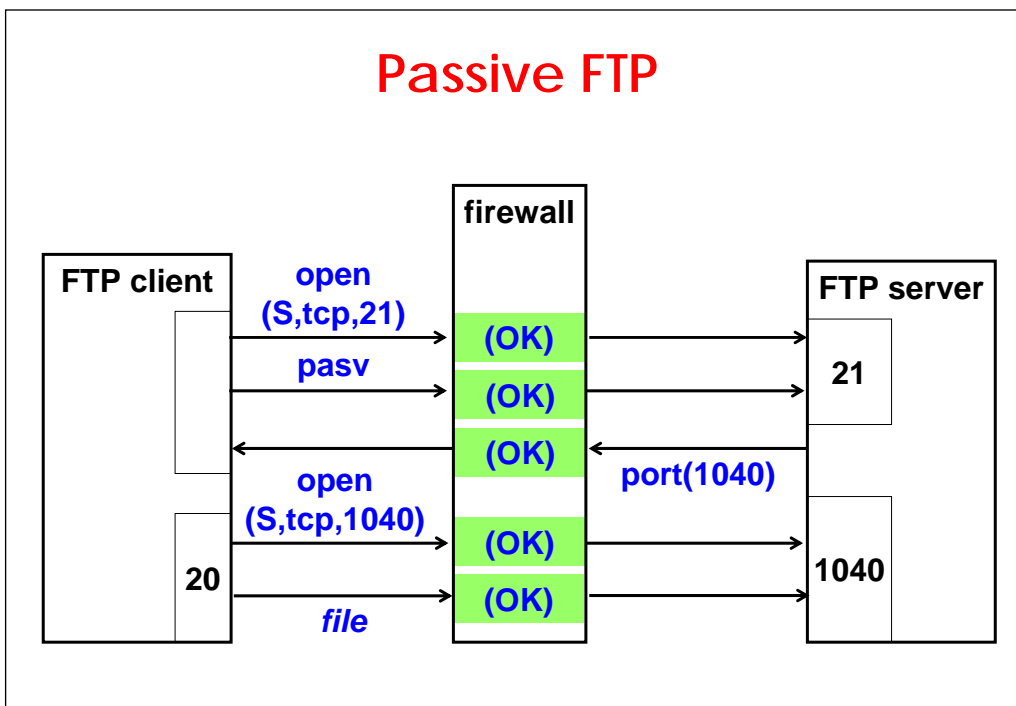 Passive FTP
firewall
FTP client
open
(S,tcp,21)
FTP server
(OK)
pasv
21
(OK)
(OK)
port(1040)
open
(S,tcp,1040)
(OK)
20
1040
(OK)
file